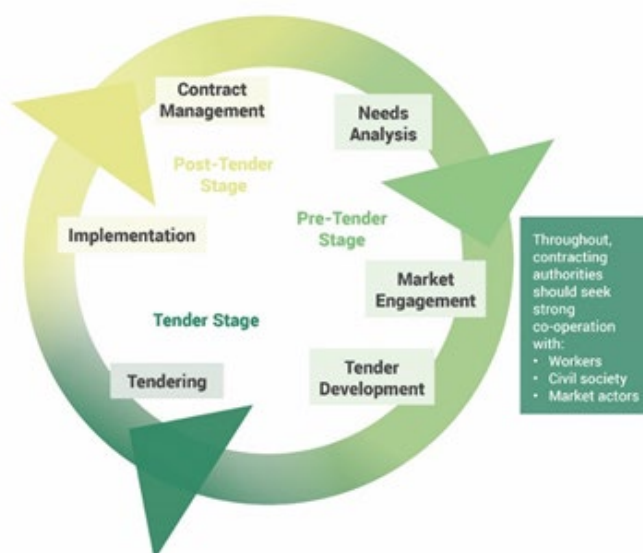 Contract
Management
Needs
Analysis
Post-Tender
Stage
Pre-Tender
Stage
Implementation
Market
Engagement
Tender Stage
Tender
Development
Tendering
Throughout,
contracting
authorities
should seek
strong
co-operation
with:
• Workers
• Civil society
• Market actors